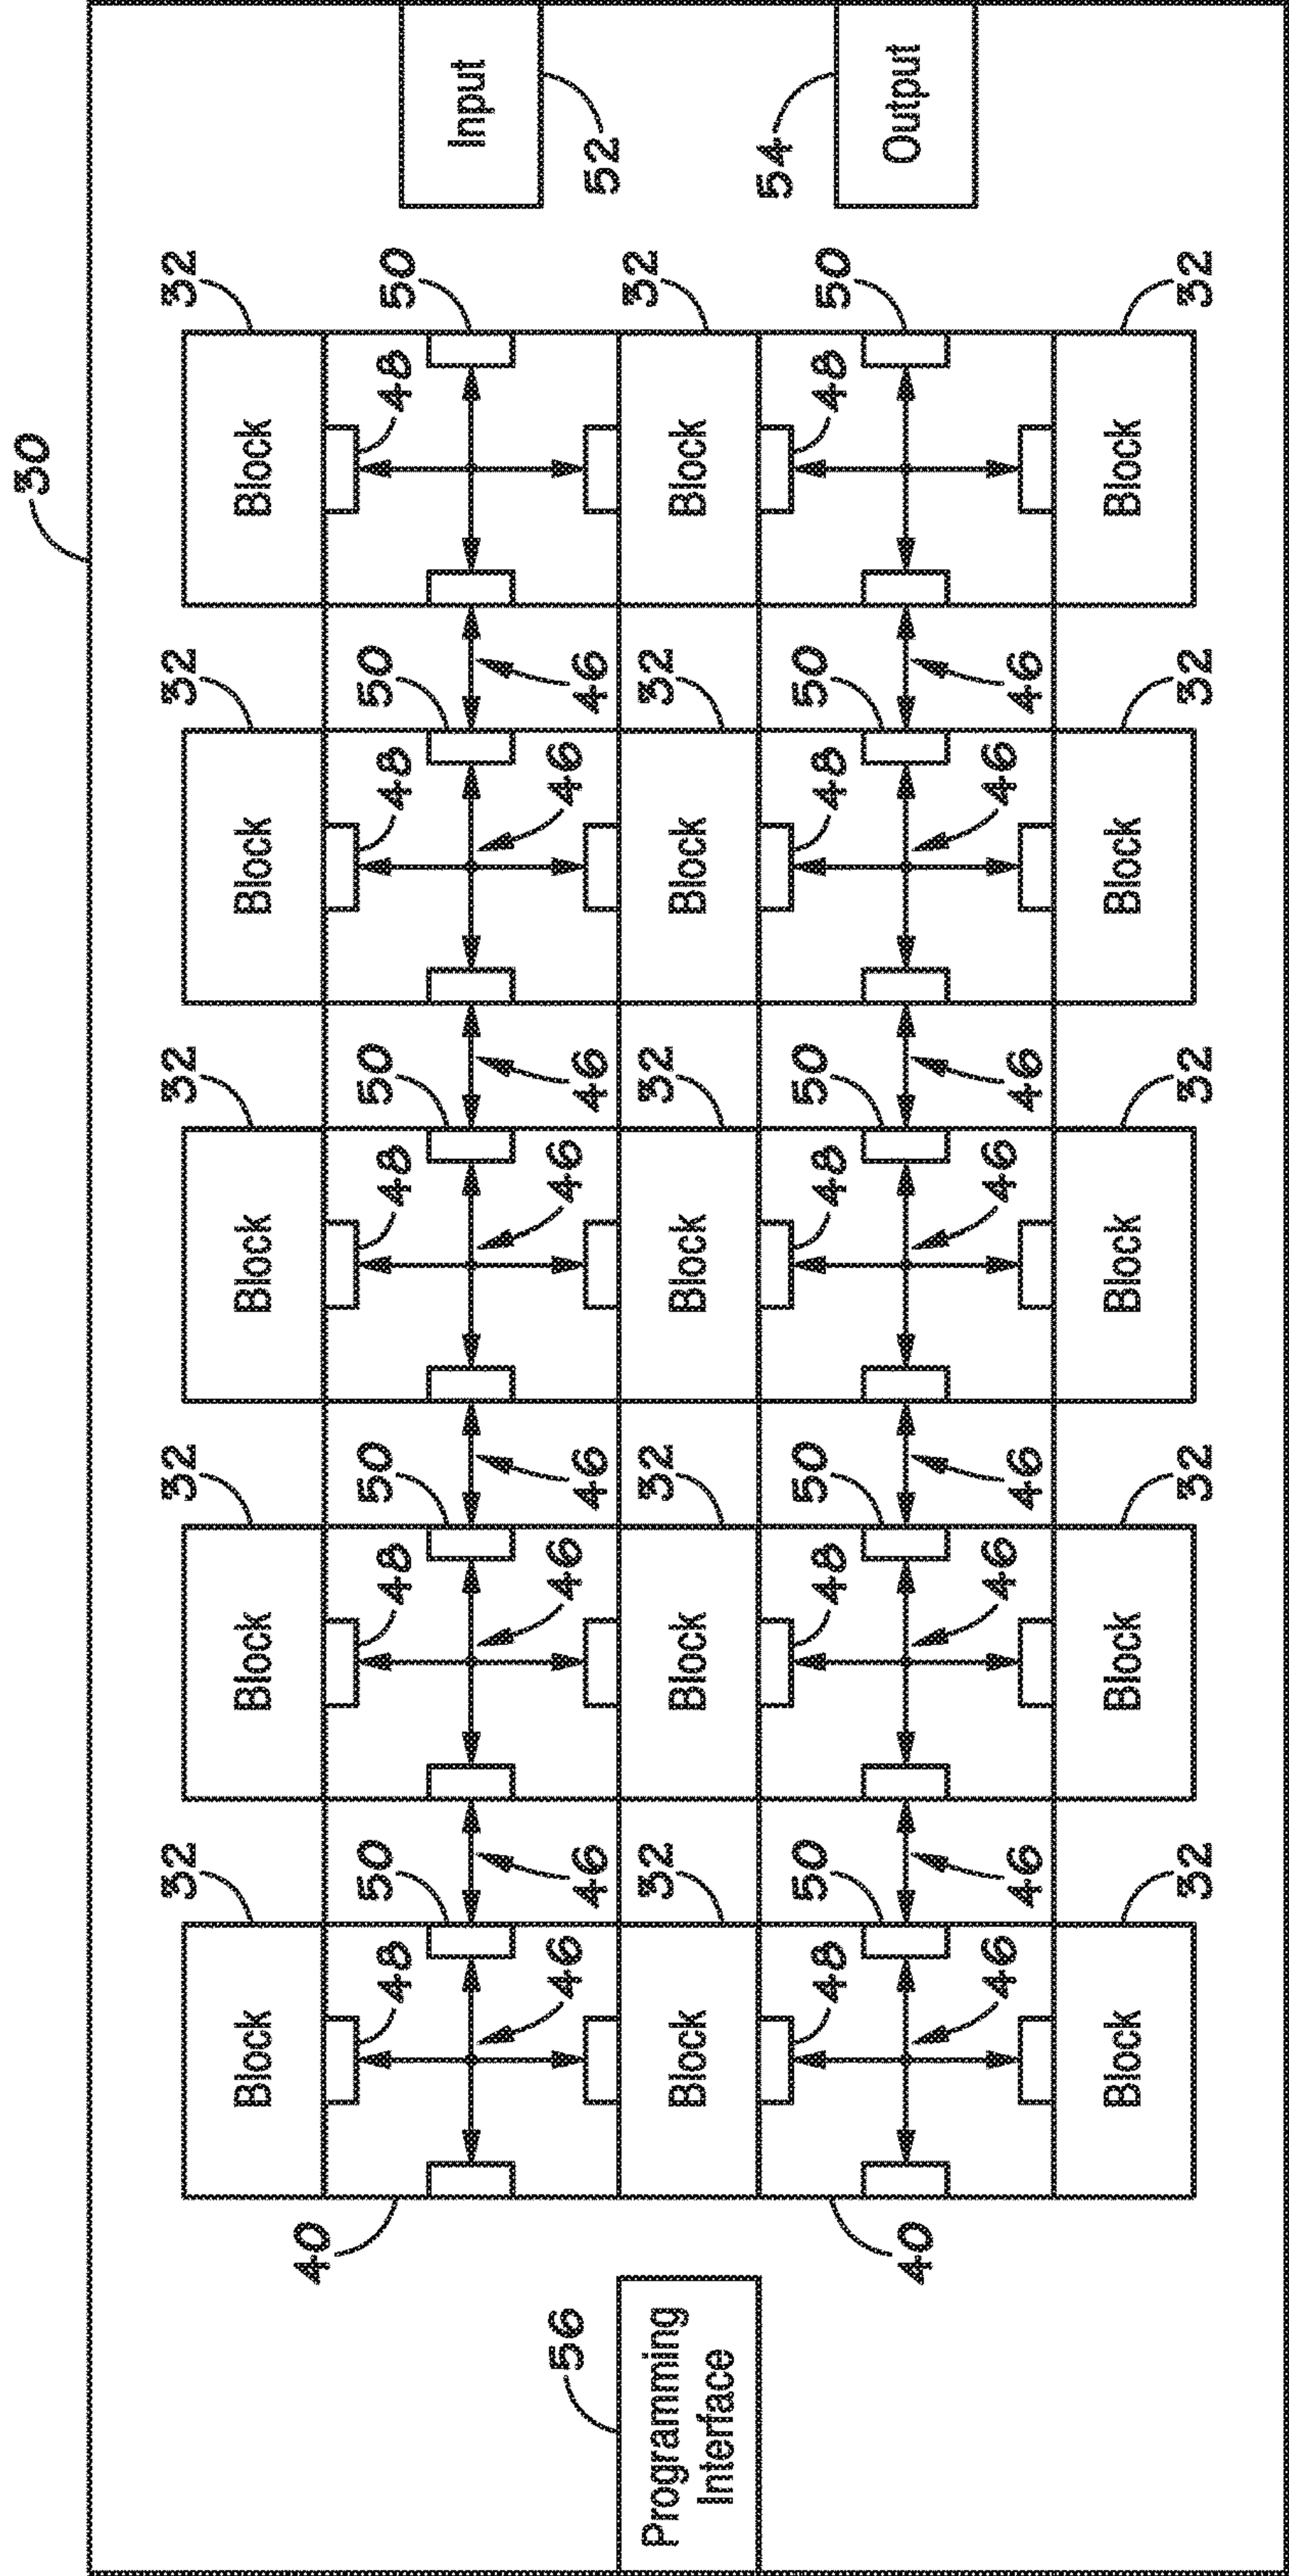 30
32 32 32 32 32
Block Block Block Block Block
40
48 50 48 50 48 50 48 50 48 50
Input
56
46 46 46 46 46 46 46 46
52
32 32 32 32 32
Programming
Interface
Block Block Block Block Block
54
48 50 48 50 48 50 48 50 48 50
Output
40
46 46 46 46 46 46 46 46
Block Block Block Block Block
32 32 32 32 32